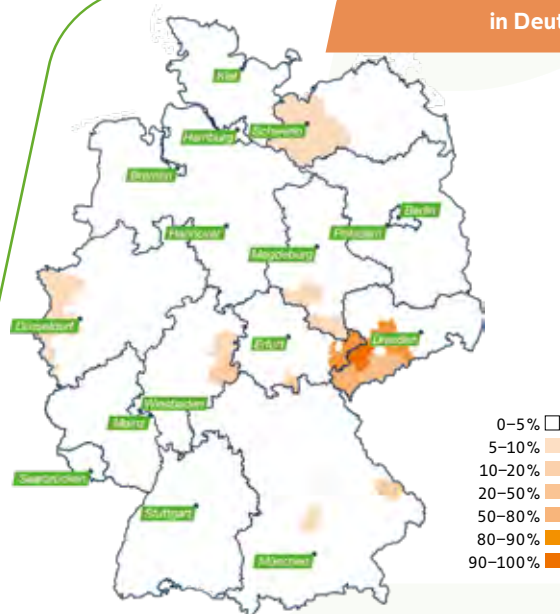 in Deut
Kiel
Schwerin
Hamburg
Bremen
Berlin
Hannover
Potsdam
Magdeburg
Düsseldorf
Dresden
Erfurt
Wiesbaden
Mainz
Saarbrücken
Stuttgart
München
0–5%
5–10%
10–20%
20–50%
50–80%
80–90%
90–100%